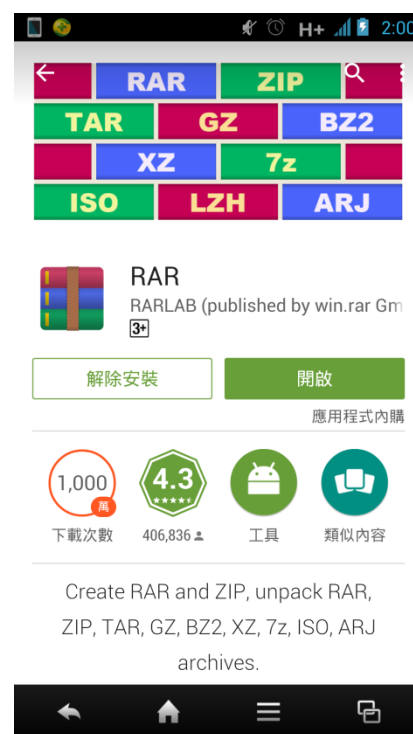 H+ 2:00
RAR ZIP
TAR GZ BZ2
XZ 7z
ISO LZH ARJ
RAR
RARLAB (published by win.rar Gm
3+
解除安裝 開啟
應用程式內購
1,000 萬 4.3
下載次數 406,836 工具 類似內容
Create RAR and ZIP, unpack RAR,
ZIP, TAR, GZ, BZ2, XZ, 7z, ISO, ARJ
archives.